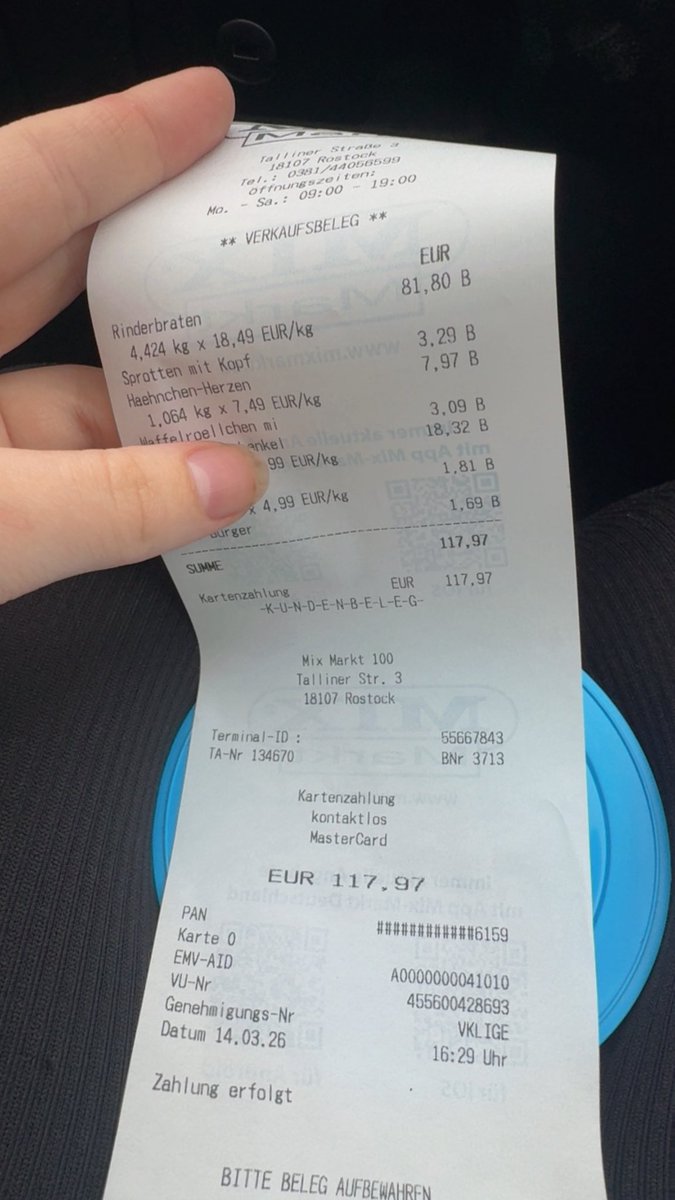 Talliner Straße 3
18107 Rostock
Tel.: 0381/44056599
Öffnungszeiten:
Mo. - Sa.: 09:00 - 19:00
** VERKAUFSBELEG **
EUR
Rinderbraten 81,80 B
4,424 kg x 18,49 EUR/kg
Sprotten mit Kopf 3,29 B
Haehnchen-Herzen 7,97 B
1,064 kg x 7,49 EUR/kg
Waffelroellchen mi 3,09 B
enkel 18,32 B
99 EUR/kg
1,81 B
x 4,99 EUR/kg
burger 1,69 B
SUMME 117,97
Kartenzahlung EUR 117,97
-K-U-N-D-E-N-B-E-L-E-G-
Mix Markt 100
Talliner Str. 3
18107 Rostock
Terminal-ID : 55667843
TA-Nr 134670 BNr 3713
Kartenzahlung
kontaktlos
MasterCard
EUR 117,97
PAN ############6159
Karte 0
EMV-AID A0000000041010
VU-Nr 455600428693
Genehmigungs-Nr VKLIGE
Datum 14.03.26 16:29 Uhr
Zahlung erfolgt
BITTE BELEG AUFBEWAHREN